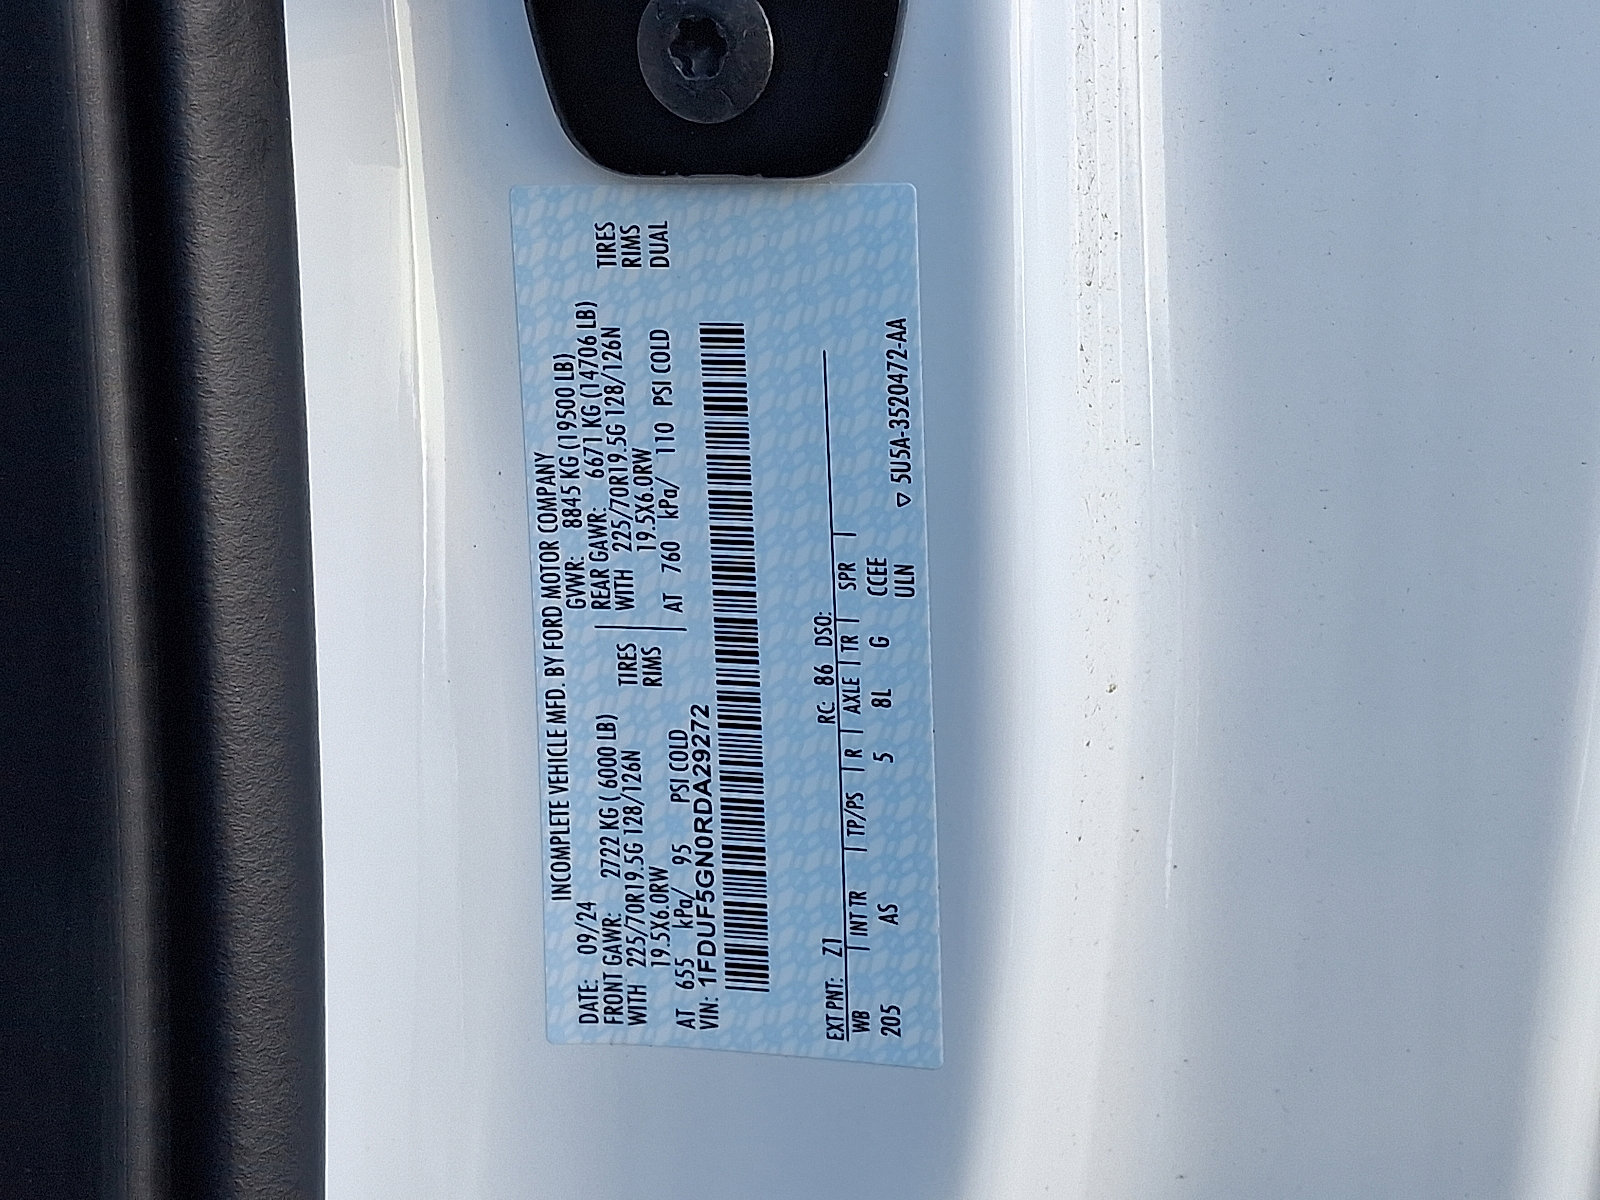 INCOMPLETE VEHICLE MFD. BY FORD MOTOR COMPANY
DATE: 09/24 GVWR: 8845 KG (19500 LB)
FRONT GAWR: 2722 KG ( 6000 LB) REAR GAWR: 6671 KG (14706 LB)
WITH 225/70R19.5G 128/126N TIRES WITH 225/70R19.5G 128/126N TIRES
19.5X6.0RW RIMS 19.5X6.0RW RIMS
AT 655 kPa/ 95 PSI COLD AT 760 kPa/ 110 PSI COLD DUAL
VIN: 1FDUF5GN0RDA29272
EXT PNT: Z1 RC: 86 DSO:
WB | INT TR | TP/PS | R | AXLE | TR | SPR |
205 AS 5 8L G CCEE
ULN ▽ 5U5A-3520472-AA